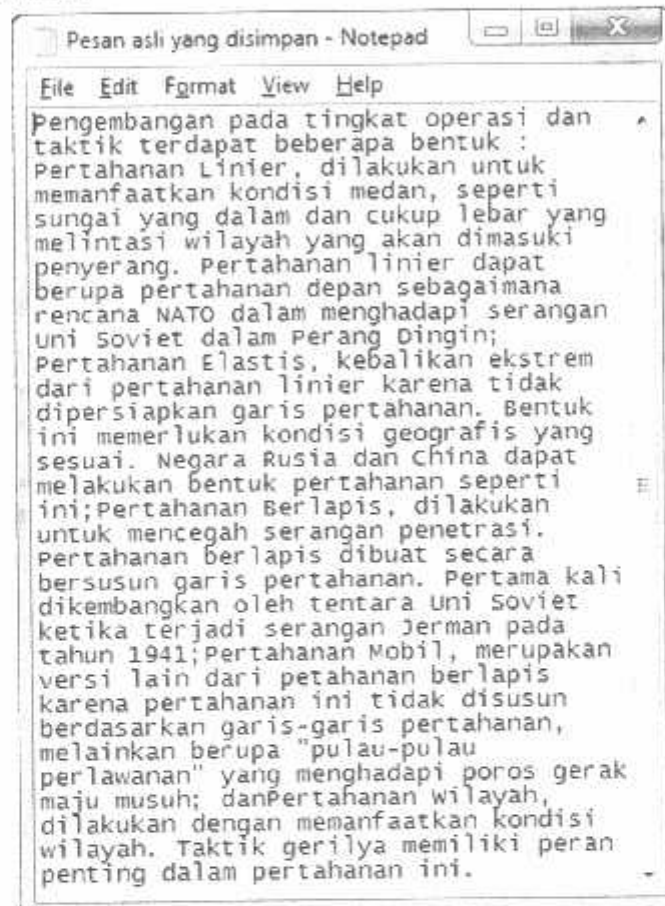 Pesan asli yang disimpan - Notepad
File Edit Format View Help
Pengembangan pada tingkat operasi dan
taktik terdapat beberapa bentuk :
Pertahanan Linier, dilakukan untuk
memanfaatkan kondisi medan, seperti
sungai yang dalam dan cukup lebar yang
melintasi wilayah yang akan dimasuki
penyerang. Pertahanan linier dapat
berupa pertahanan depan sebagaimana
rencana NATO dalam menghadapi serangan
Uni Soviet dalam Perang Dingin;
Pertahanan Elastis, kebalikan ekstrem
dari pertahanan linier karena tidak
dipersiapkan garis pertahanan. Bentuk
ini memerlukan kondisi geografis yang
sesuai. Negara Rusia dan China dapat
melakukan bentuk pertahanan seperti
ini;Pertahanan Berlapis, dilakukan
untuk mencegah serangan penetrasi.
Pertahanan berlapis dibuat secara
bersusun garis pertahanan. Pertama kali
dikembangkan oleh tentara Uni Soviet
ketika terjadi serangan Jerman pada
tahun 1941;Pertahanan Mobil, merupakan
versi lain dari petahanan berlapis
karena pertahanan ini tidak disusun
berdasarkan garis-garis pertahanan,
melainkan berupa "pulau-pulau
perlawanan" yang menghadapi poros gerak
maju musuh; danPertahanan Wilayah,
dilakukan dengan memanfaatkan kondisi
wilayah. Taktik gerilya memiliki peran
penting dalam pertahanan ini.